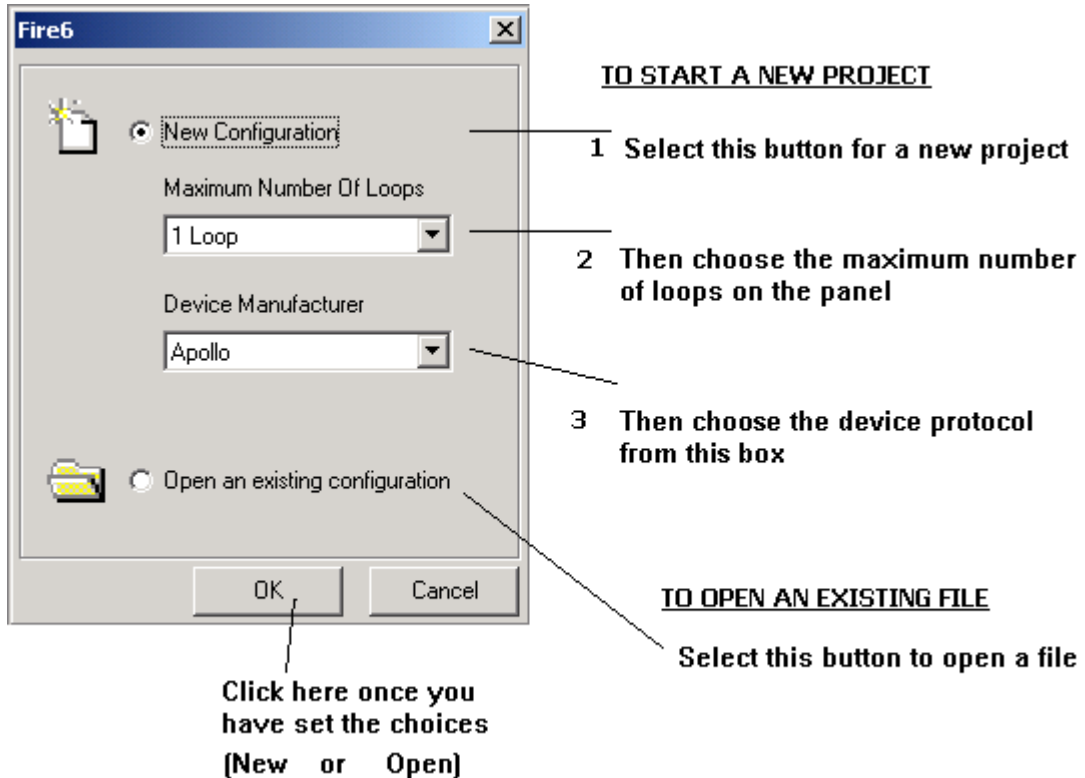 Fire6
New Configuration
Maximum Number Of Loops
1 Loop
Device Manufacturer
Apollo
Open an existing configuration
OK
Cancel
TO START A NEW PROJECT
1 Select this button for a new project
2 Then choose the maximum number
of loops on the panel
3 Then choose the device protocol
from this box
TO OPEN AN EXISTING FILE
Select this button to open a file
Click here once you
have set the choices
(New or Open)